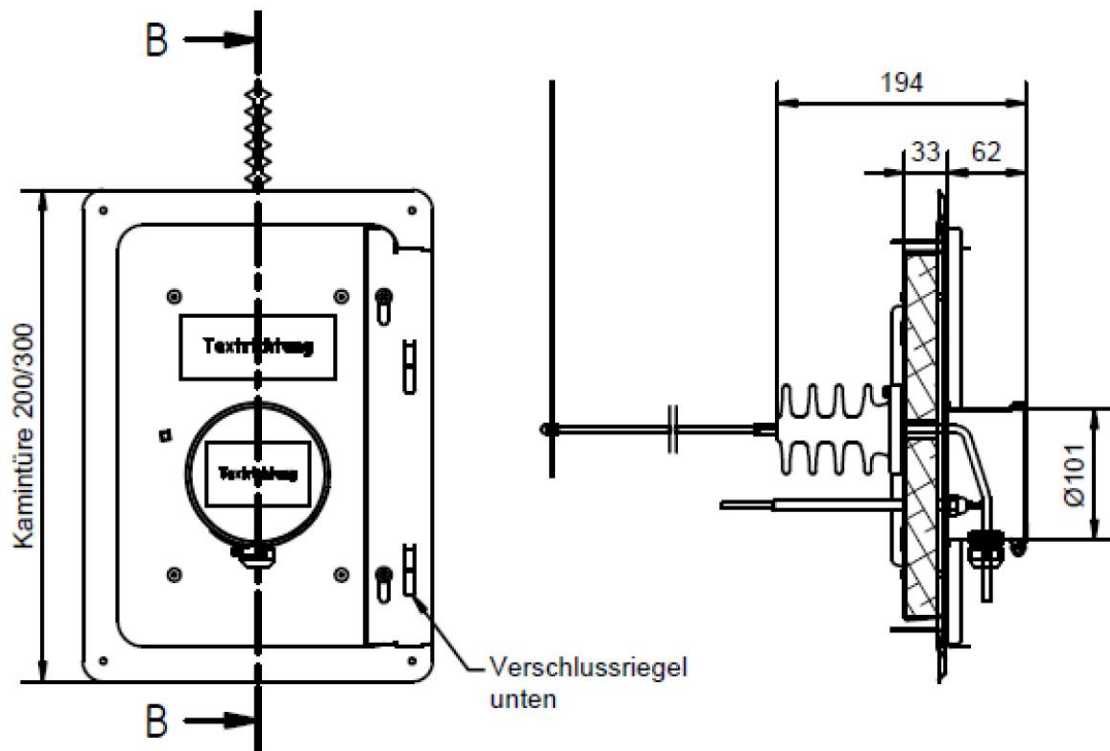 B
194
33
62
Kamintüre 200/300
Textrichtung
Textrichtung
Ø101
Verschlussriegel
unten
B